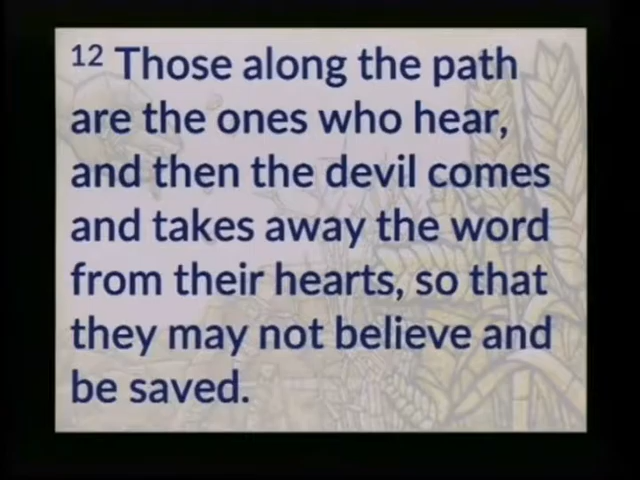 12 Those along the path
are the ones who hear,
and then the devil comes
and takes away the word
from their hearts, so that
they may not believe and
be saved.